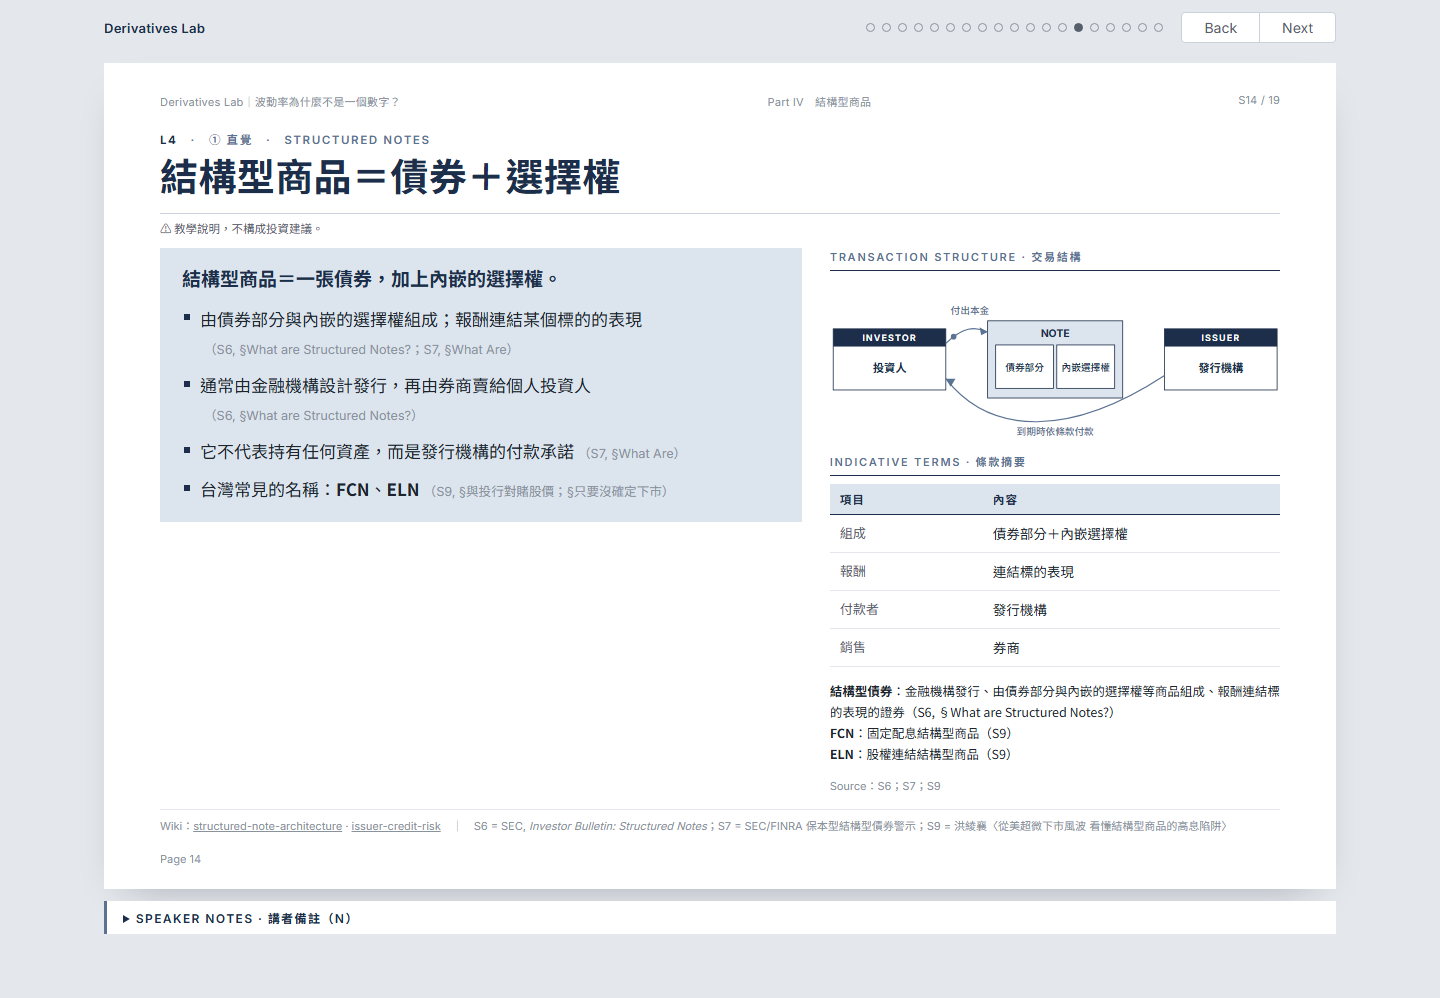 Derivatives Lab
Back
Next
Derivatives Lab｜波動率為什麼不是一個數字？
Part IV　結構型商品
S14 / 19
L4 · ① 直覺 · STRUCTURED NOTES
結構型商品＝債券＋選擇權
⚠ 教學說明，不構成投資建議。
結構型商品＝一張債券，加上內嵌的選擇權。
由債券部分與內嵌的選擇權組成；報酬連結某個標的的表現
（S6, §What are Structured Notes?；S7, §What Are）
通常由金融機構設計發行，再由券商賣給個人投資人
（S6, §What are Structured Notes?）
它不代表持有任何資產，而是發行機構的付款承諾（S7, §What Are）
台灣常見的名稱：FCN、ELN（S9, §與投行對賭股價；§只要沒確定下市）
TRANSACTION STRUCTURE · 交易結構
付出本金
INVESTOR
投資人
NOTE
債券部分
內嵌選擇權
ISSUER
發行機構
到期時依條款付款
INDICATIVE TERMS · 條款摘要
項目 內容
組成 債券部分＋內嵌選擇權
報酬 連結標的表現
付款者 發行機構
銷售 券商
結構型債券：金融機構發行、由債券部分與內嵌的選擇權等商品組成、報酬連結標
的表現的證券（S6, § What are Structured Notes?）
FCN：固定配息結構型商品（S9）
ELN：股權連結結構型商品（S9）
Source：S6；S7；S9
Wiki：structured-note-architecture · issuer-credit-risk ｜ S6 = SEC, Investor Bulletin: Structured Notes；S7 = SEC/FINRA 保本型結構型債券警示；S9 = 洪綾襄〈從美超微下市風波 看懂結構型商品的高息陷阱〉
Page 14
▶ SPEAKER NOTES · 講者備註（N）